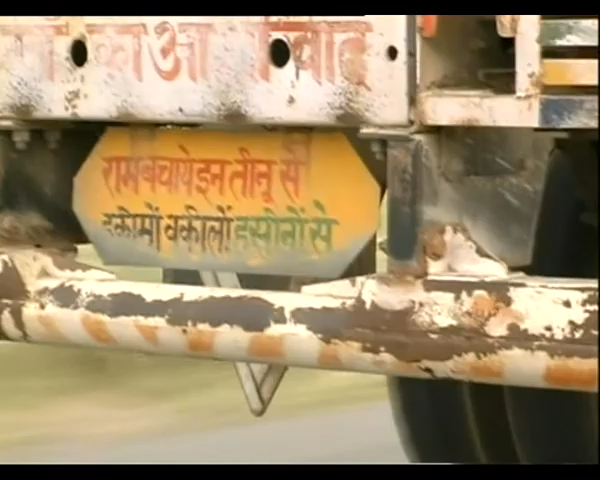 का आ
राम बचाये इन तीनू से
हकीमों वकीलों हसीनों से